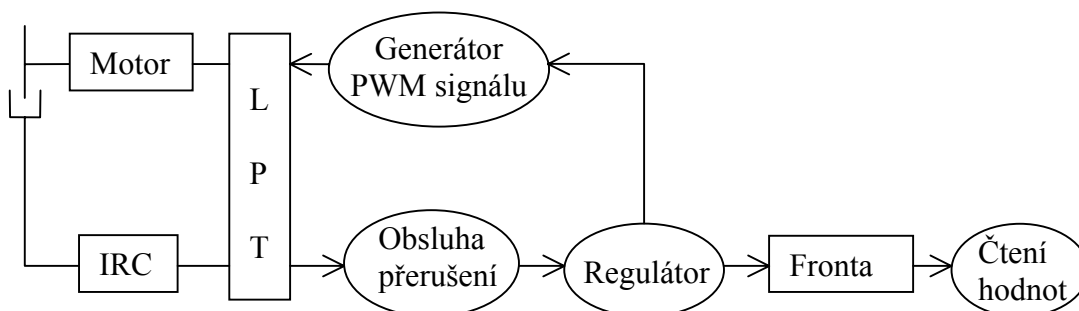 Motor
L
P
T
Generátor
PWM signálu
IRC
Obsluha
přerušení
Regulátor
Fronta
Čtení
hodnot